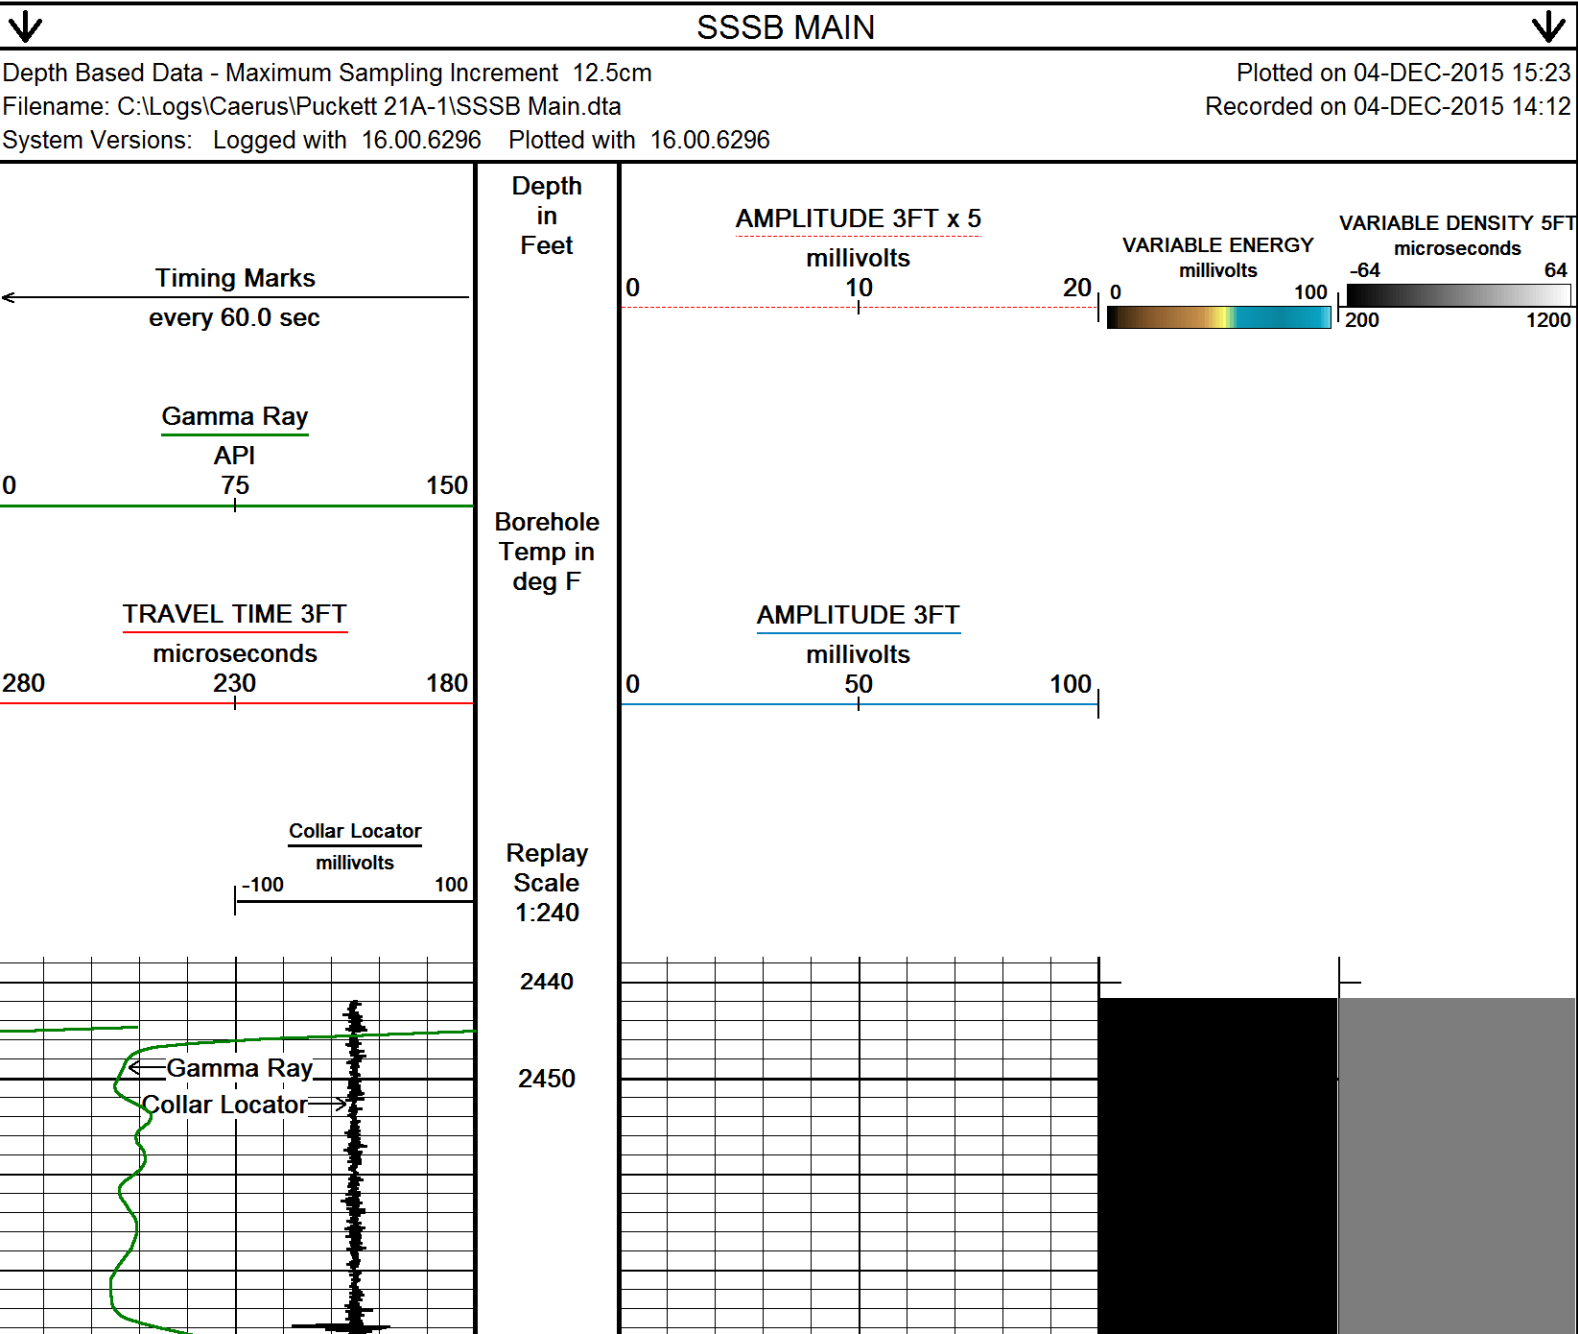 SSSB MAIN
Depth Based Data - Maximum Sampling Increment 12.5cm
Plotted on 04-DEC-2015 15:23
Filename: C:\Logs\Caerus\Puckett 21A-1\SSSB Main.dta
Recorded on 04-DEC-2015 14:12
System Versions: Logged with 16.00.6296 Plotted with 16.00.6296
Timing Marks
every 60.0 sec
Gamma Ray
API
0 75 150
TRAVEL TIME 3FT
microseconds
280 230 180
Collar Locator
millivolts
-100 100
Depth
in
Feet
Borehole
Temp in
deg F
Replay
Scale
1:240
AMPLITUDE 3FT x 5
millivolts
0 10 20
AMPLITUDE 3FT
millivolts
0 50 100
VARIABLE ENERGY
millivolts
0 100
VARIABLE DENSITY 5FT
microseconds
-64 64
200 1200
2440
Gamma Ray
2450
Collar Locator